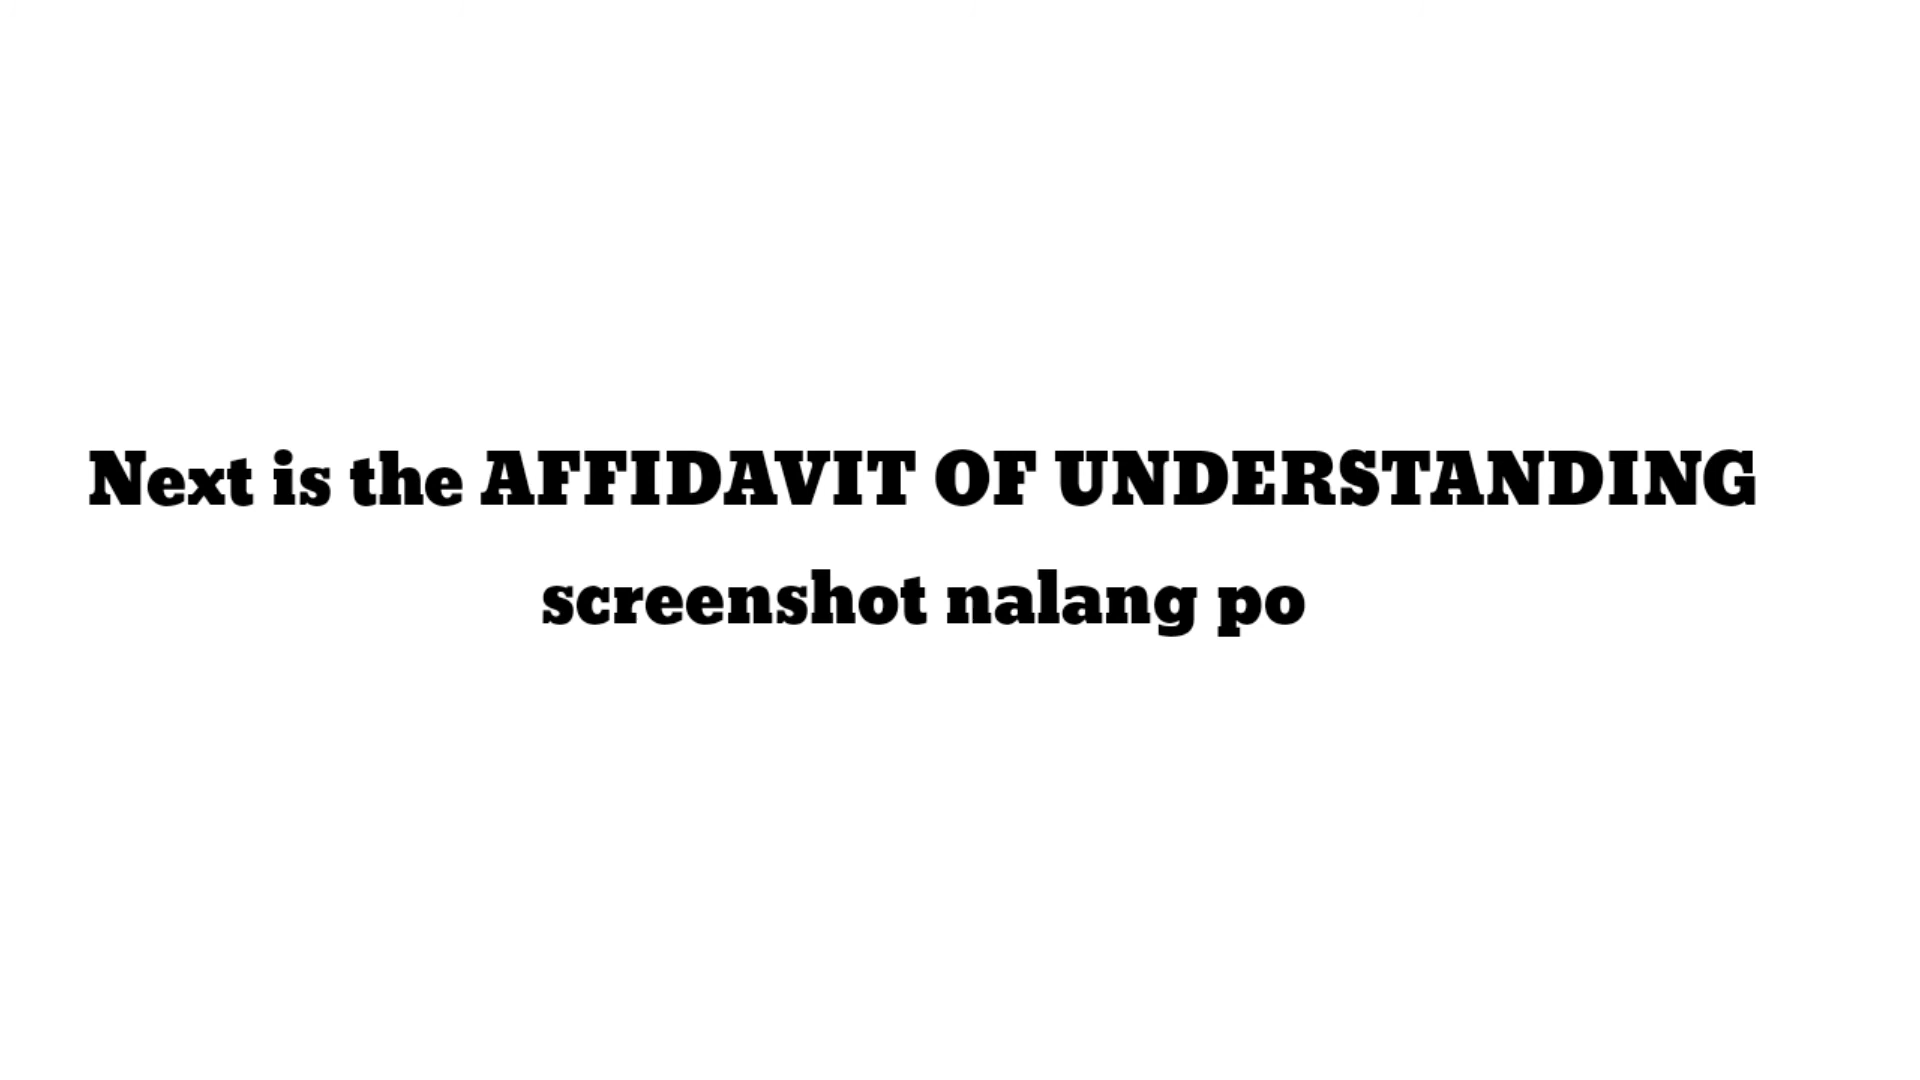 Next is the AFFIDAVIT OF UNDERSTANDING
screenshot nalang po